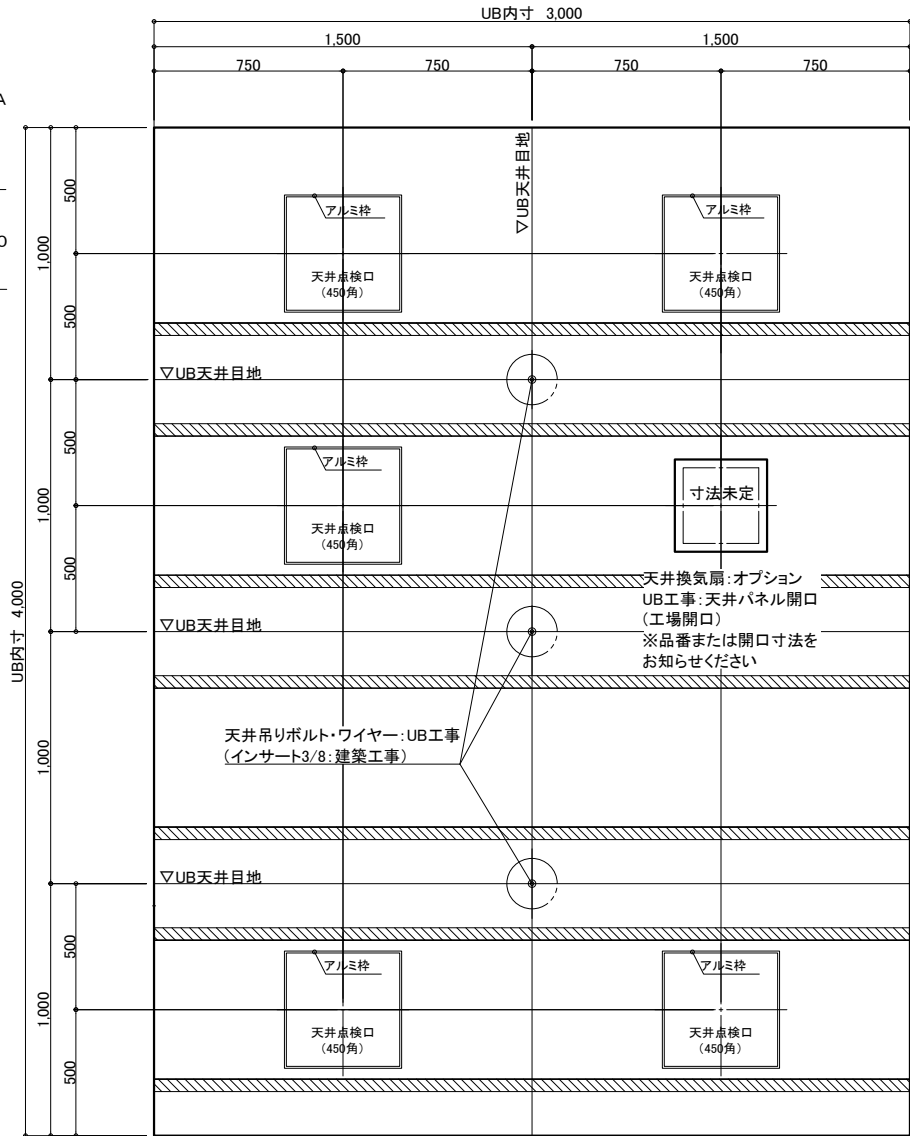 UB内寸 3,000
1,500
1,500
750
750
750
750
A
O
UB内寸 4,000
1,000
1,000
1,000
1,000
500
500
500
500
500
500
▽UB天井目地
アルミ枠
天井点検口
(450角)
アルミ枠
天井点検口
(450角)
▽UB天井目地
アルミ枠
天井点検口
(450角)
寸法未定
天井換気扇:オプション
UB工事:天井パネル開口
(工場開口)
※品番または開口寸法を
お知らせください
▽UB天井目地
天井吊りボルト・ワイヤー:UB工事
(インサート3/8:建築工事)
▽UB天井目地
アルミ枠
天井点検口
(450角)
アルミ枠
天井点検口
(450角)